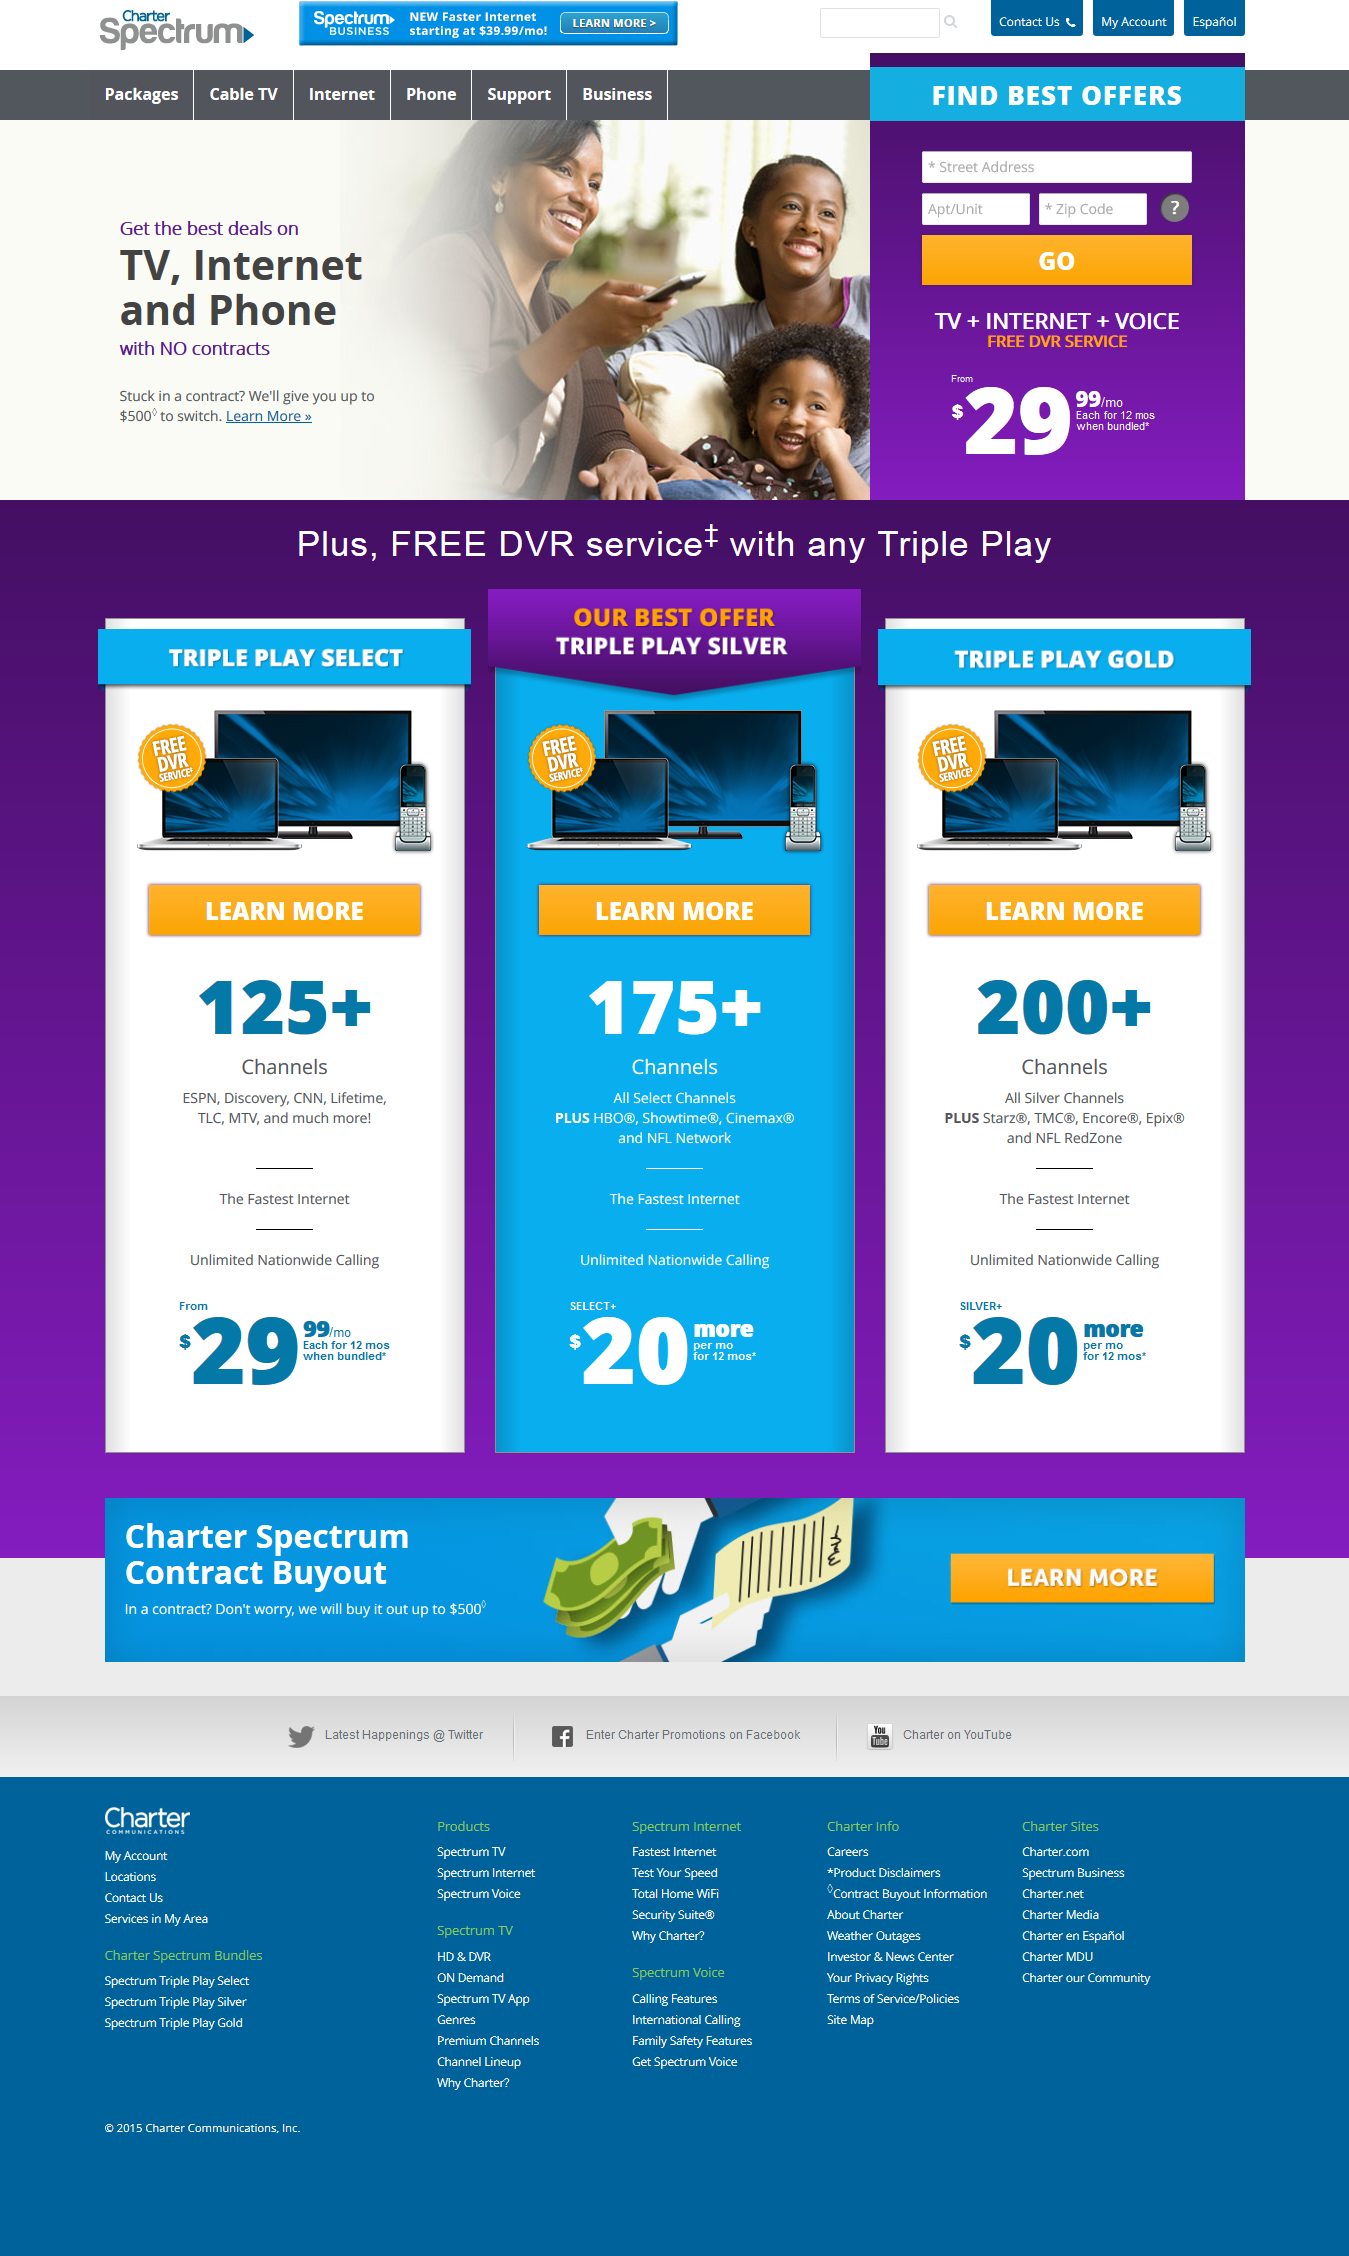 Charter
Spectrum
Spectrum
BUSINESS
NEW Faster Internet
starting at $39.99/mo!
LEARN MORE >
Contact Us
My Account
Español
Packages
Cable TV
Internet
Phone
Support
Business
FIND BEST OFFERS
* Street Address
Apt/Unit
* Zip Code
?
GO
TV + INTERNET + VOICE
FREE DVR SERVICE
From
$2999/mo
Each for 12 mos
when bundled*
Get the best deals on
TV, Internet
and Phone
with NO contracts
Stuck in a contract? We'll give you up to
$500◊ to switch. Learn More »
Plus, FREE DVR service‡ with any Triple Play
TRIPLE PLAY SELECT
FREE
DVR
SERVICE‡
LEARN MORE
125+
Channels
ESPN, Discovery, CNN, Lifetime,
TLC, MTV, and much more!
The Fastest Internet
Unlimited Nationwide Calling
From
$2999/mo
Each for 12 mos
when bundled*
OUR BEST OFFER
TRIPLE PLAY SILVER
FREE
DVR
SERVICE‡
LEARN MORE
175+
Channels
All Select Channels
PLUS HBO®, Showtime®, Cinemax®
and NFL Network
The Fastest Internet
Unlimited Nationwide Calling
SELECT+
$20 more
per mo
for 12 mos*
TRIPLE PLAY GOLD
FREE
DVR
SERVICE‡
LEARN MORE
200+
Channels
All Silver Channels
PLUS Starz®, TMC®, Encore®, Epix®
and NFL RedZone
The Fastest Internet
Unlimited Nationwide Calling
SILVER+
$20 more
per mo
for 12 mos*
Charter Spectrum
Contract Buyout
In a contract? Don't worry, we will buy it out up to $500◊
LEARN MORE
Latest Happenings @ Twitter
Enter Charter Promotions on Facebook
You
Tube
Charter on YouTube
Charter
COMMUNICATIONS
My Account
Locations
Contact Us
Services in My Area
Charter Spectrum Bundles
Spectrum Triple Play Select
Spectrum Triple Play Silver
Spectrum Triple Play Gold
Products
Spectrum TV
Spectrum Internet
Spectrum Voice
Spectrum TV
HD & DVR
ON Demand
Spectrum TV App
Genres
Premium Channels
Channel Lineup
Why Charter?
Spectrum Internet
Fastest Internet
Test Your Speed
Total Home WiFi
Security Suite®
Why Charter?
Spectrum Voice
Calling Features
International Calling
Family Safety Features
Get Spectrum Voice
Charter Info
Careers
*Product Disclaimers
◊Contract Buyout Information
About Charter
Weather Outages
Investor & News Center
Your Privacy Rights
Terms of Service/Policies
Site Map
Charter Sites
Charter.com
Spectrum Business
Charter.net
Charter Media
Charter en Español
Charter MDU
Charter our Community
© 2015 Charter Communications, Inc.